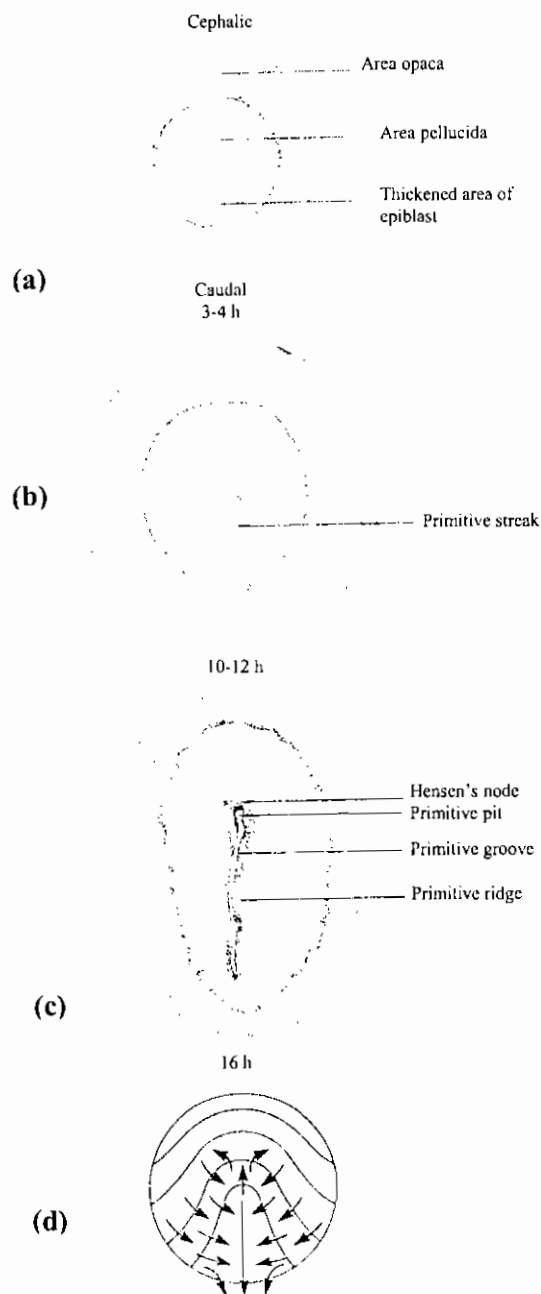 Cephalic
Area opaca
Area pellucida
Thickened area of
epiblast
(a)
Caudal
3-4 h
(b)
Primitive streak
10-12 h
Hensen's node
Primitive pit
Primitive groove
Primitive ridge
(c)
16 h
(d)